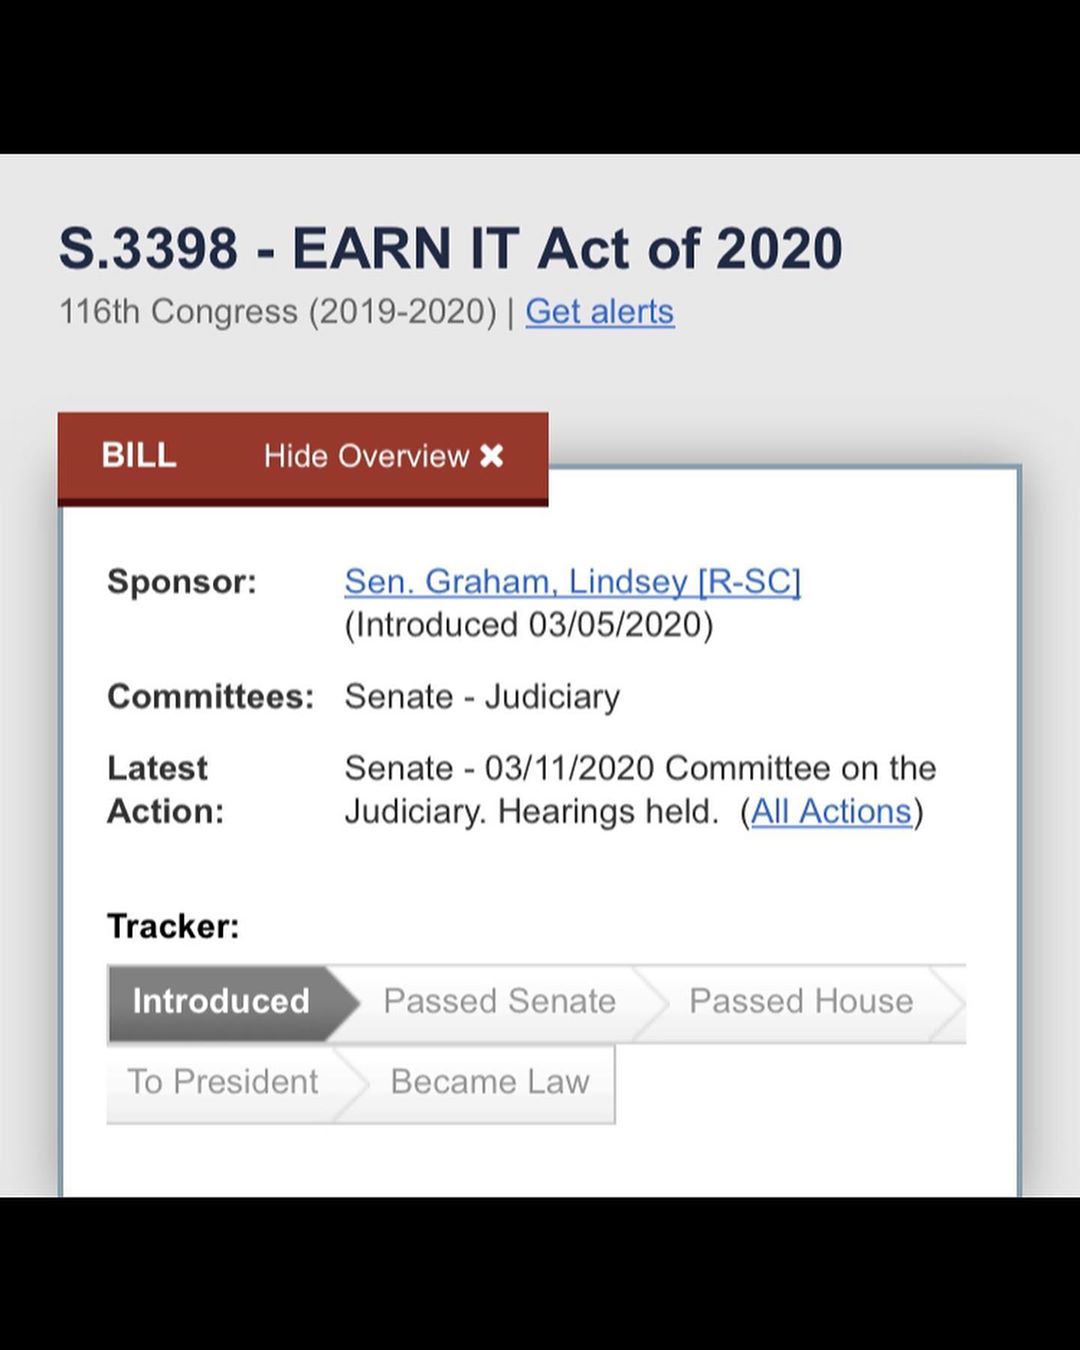 S.3398 - EARN IT Act of 2020
116th Congress (2019-2020) | Get alerts
BILL Hide Overview ✖
Sponsor: Sen. Graham, Lindsey [R-SC]
(Introduced 03/05/2020)
Committees: Senate - Judiciary
Latest Senate - 03/11/2020 Committee on the
Action: Judiciary. Hearings held. (All Actions)
Tracker:
Introduced Passed Senate Passed House
To President Became Law